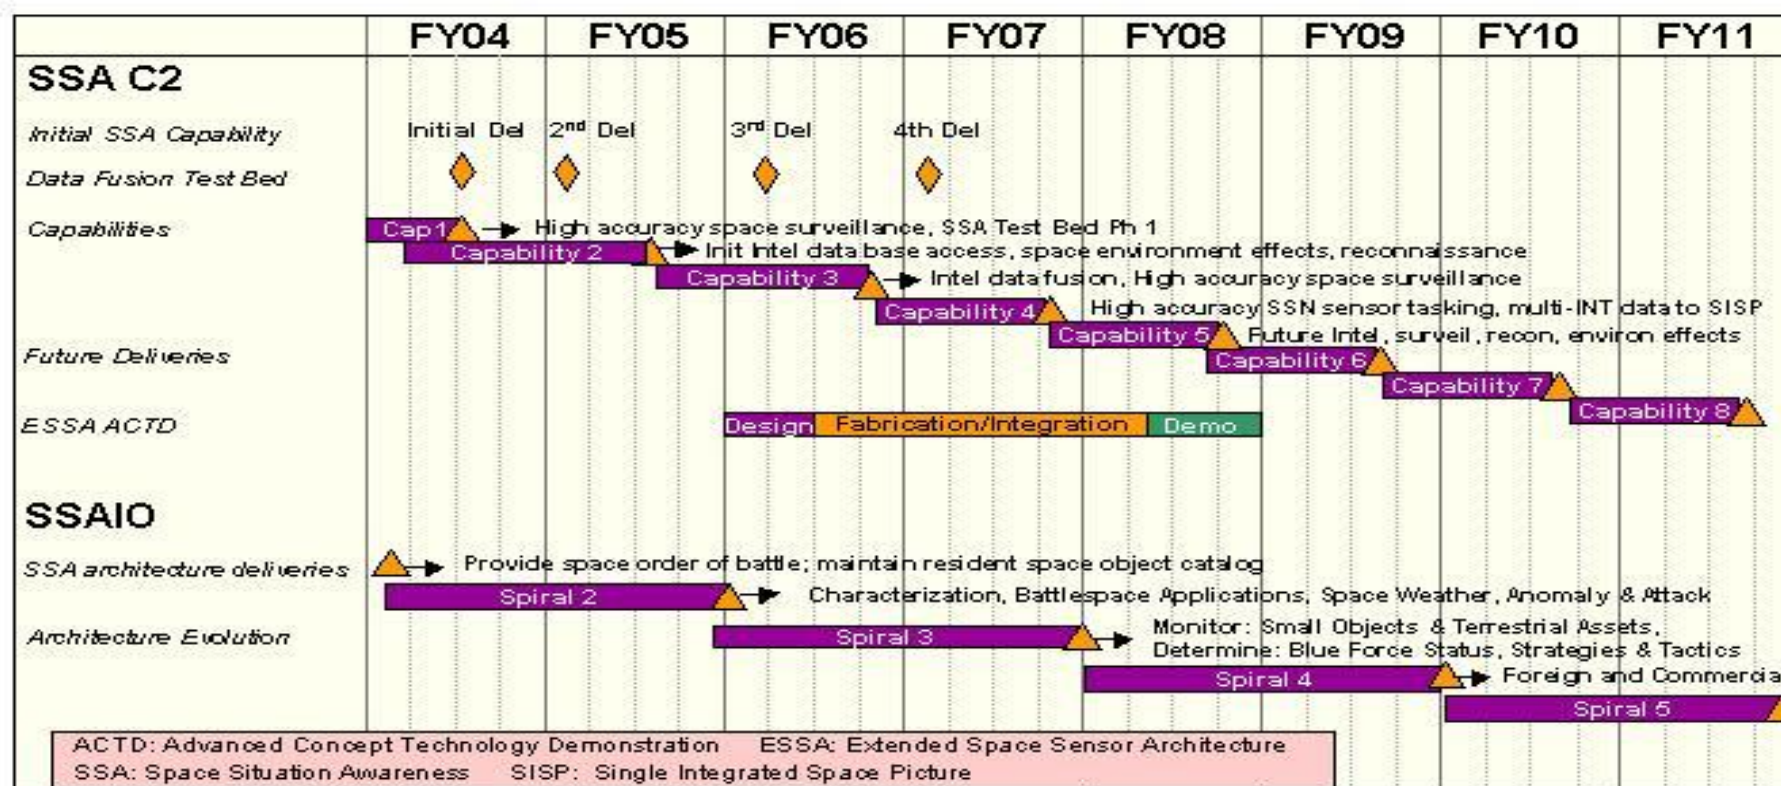 FY04 FY05 FY06 FY07 FY08 FY09 FY10 FY11
SSA C2
Initial SSA Capability
Initial Del 2nd Del 3rd Del 4th Del
Data Fusion Test Bed
Capabilities
Cap1 High accuracy space surveillance, SSA Test Bed Ph 1
Capability 2 Init Intel data base access, space environment effects, reconnaissance
Capability 3 Intel data fusion, High accuracy space surveillance
Capability 4 High accuracy SSN sensor tasking, multi-INT data to SISP
Capability 5 Future Intel, surveil, recon, environ effects
Future Deliveries
Capability 6
Capability 7
Capability 8
ESSA ACTD
Design Fabrication/Integration Demo
SSAIO
SSA architecture deliveries
Provide space order of battle; maintain resident space object catalog
Spiral 2 Characterization, Battlespace Applications, Space Weather, Anomaly & Attack
Architecture Evolution
Spiral 3 Monitor: Small Objects & Terrestrial Assets,
Determine: Blue Force Status, Strategies & Tactics
Spiral 4 Foreign and Commercia
Spiral 5
ACTD: Advanced Concept Technology Demonstration ESSA: Extended Space Sensor Architecture
SSA: Space Situation Awareness SISP: Single Integrated Space Picture